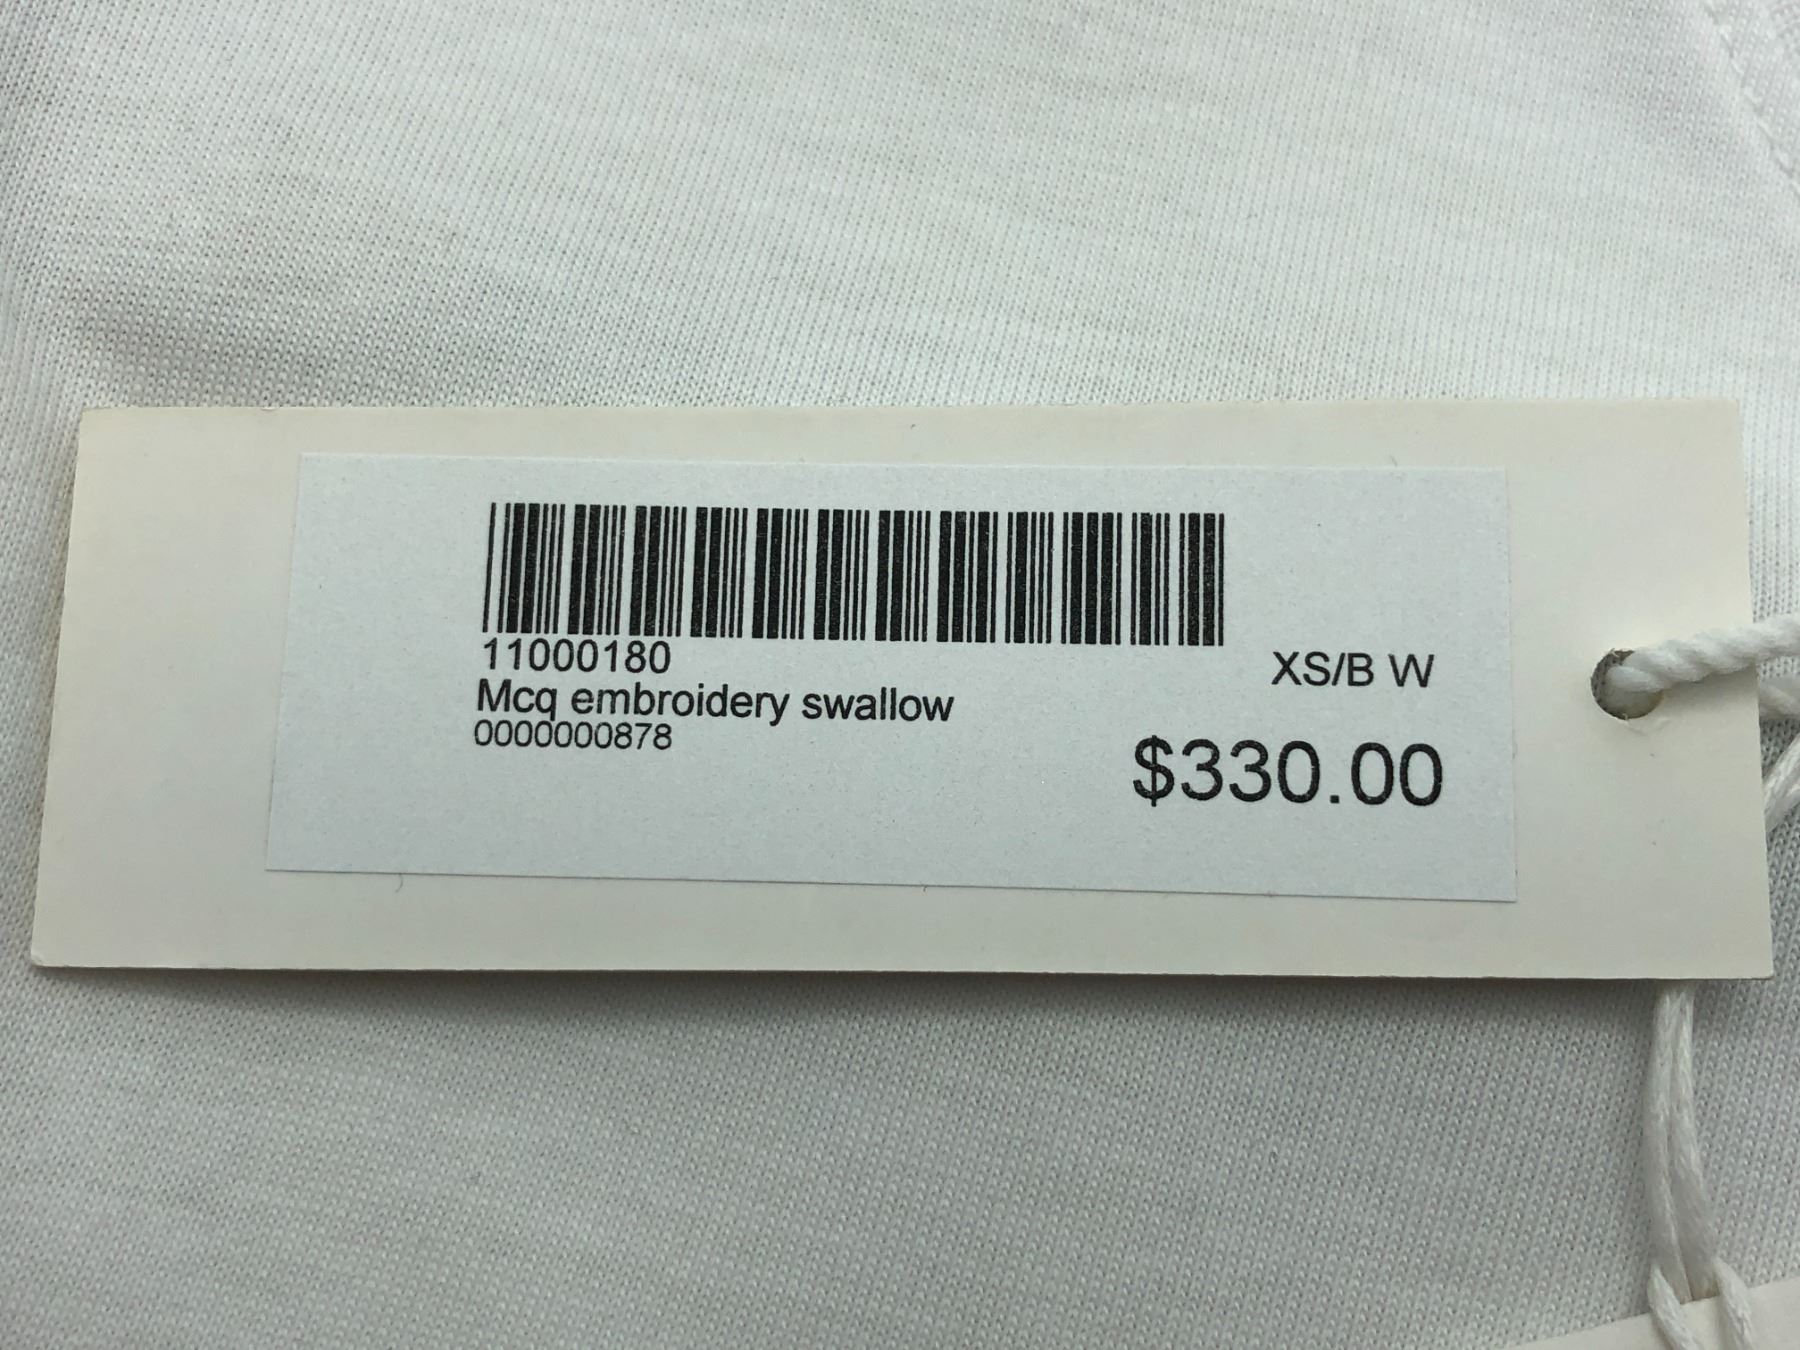 11000180
XS/B W
Mcq embroidery swallow
0000000878
$330.00